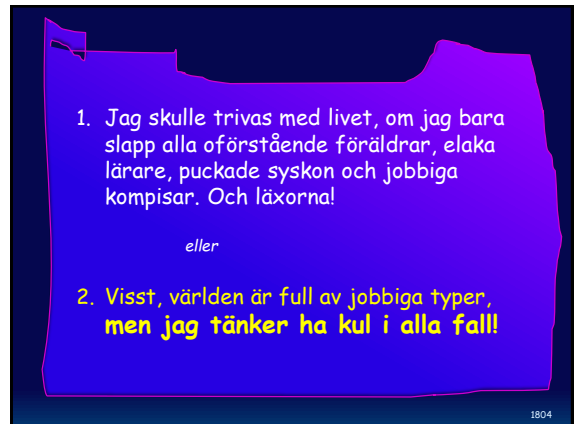 1. Jag skulle trivas med livet, om jag bara
slapp alla oförstående föräldrar, elaka
lärare, puckade syskon och jobbiga
kompisar. Och läxorna!
eller
2. Visst, världen är full av jobbiga typer,
men jag tänker ha kul i alla fall!
1804